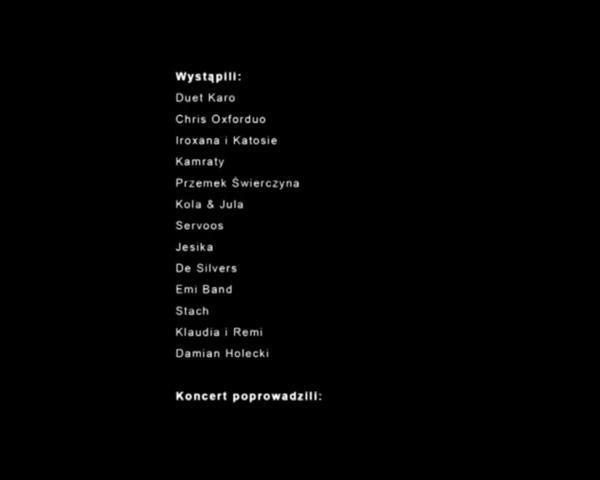 Wystąpili:
Duet Karo
Chris Oxforduo
Iroxana i Katosie
Kamraty
Przemek Świerczyna
Kola & Jula
Servoos
Jesika
De Silvers
Emi Band
Stach
Klaudia i Remi
Damian Holecki
Koncert poprowadzili: